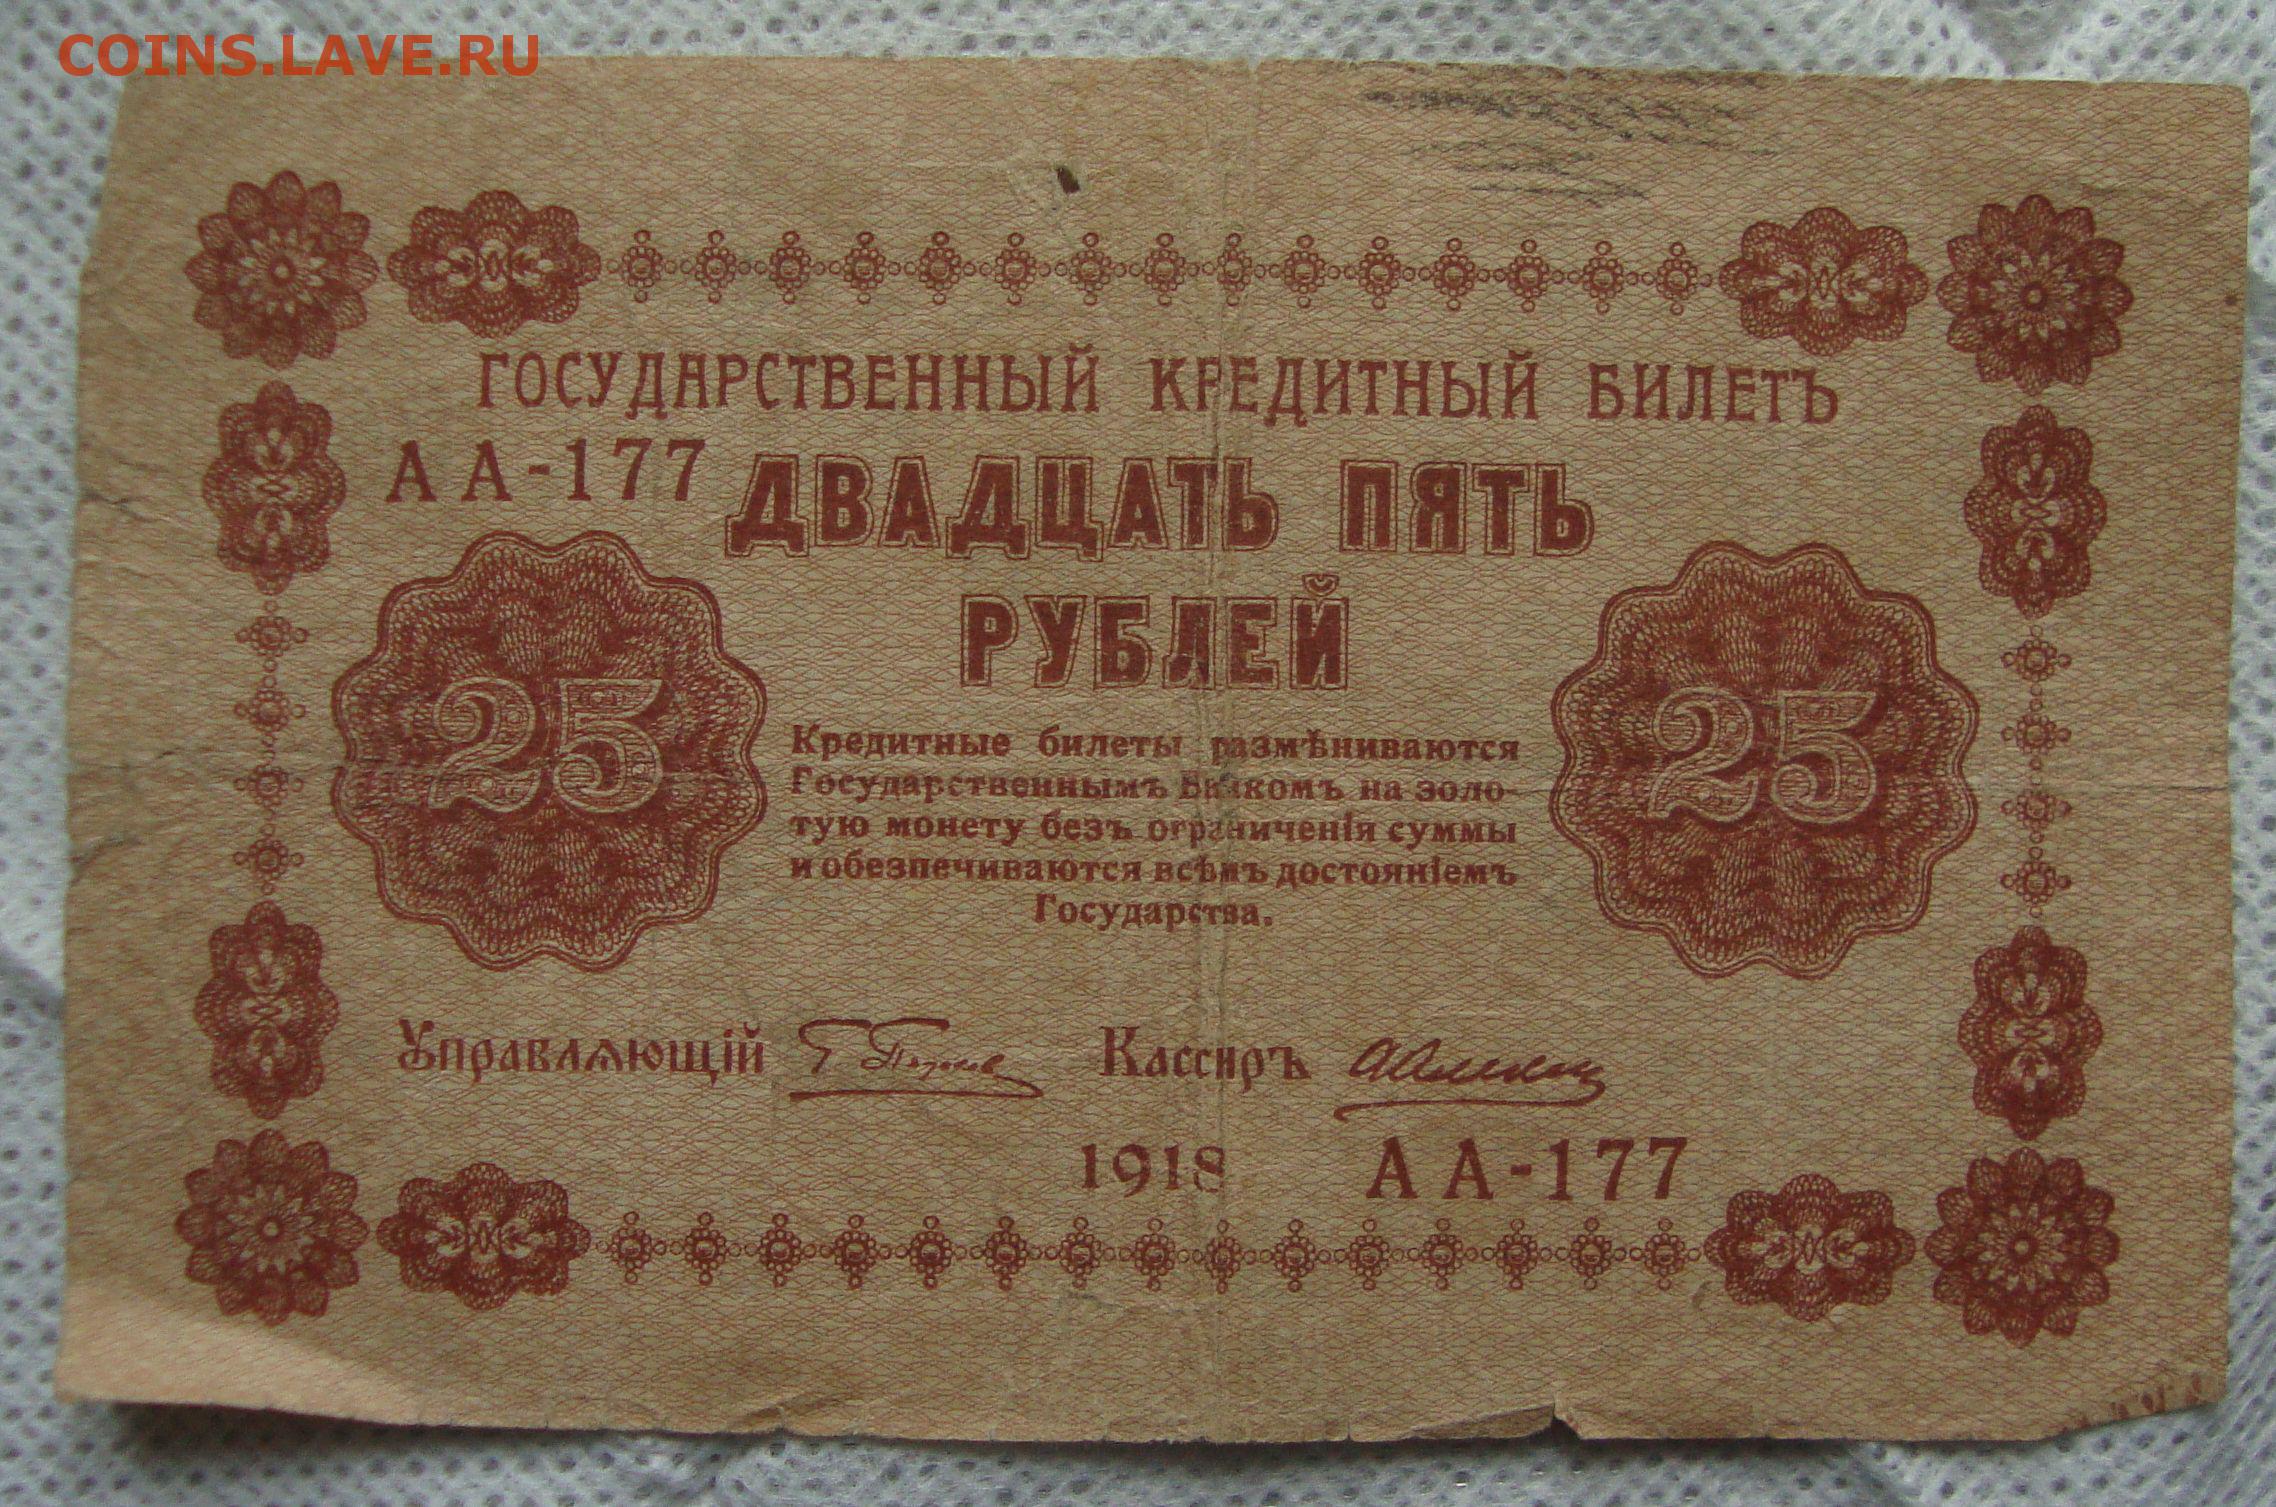 COINS.LAVE.RU
ГОСУДАРСТВЕННЫЙ КРЕДИТНЫЙ БИЛЕТЪ
АА-177
ДВАДЦАТЬ ПЯТЬ
РУБЛЕЙ
25
25
Кредитные билеты размѣниваются
Государственнымъ Банкомъ на золо-
тую монету безъ ограниченія суммы
и обезпечиваются всѣмъ достояніемъ
Государства.
Управляющій
Кассиръ
1918
АА-177